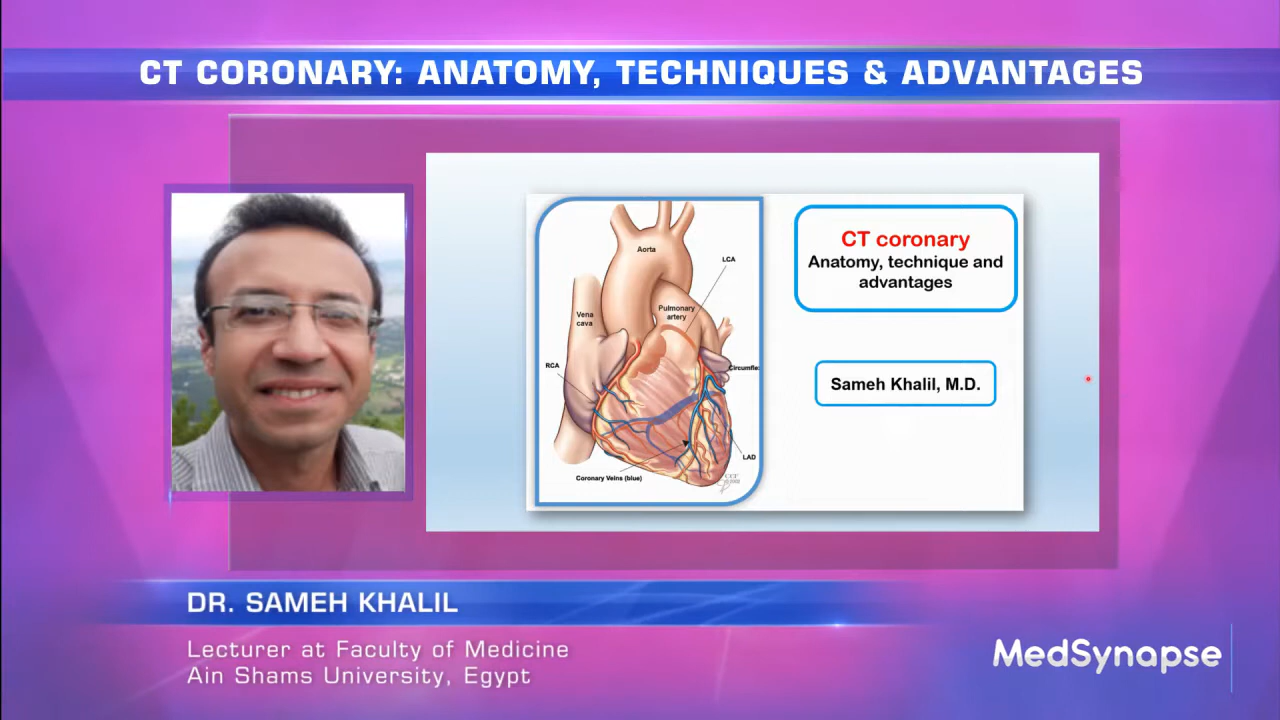 CT CORONARY: ANATOMY, TECHNIQUES & ADVANTAGES
Aorta
LCA
Vena
cava
Pulmonary
artery
RCA
Circumfle
LAD
Coronary Veins (blue)
CT coronary
Anatomy, technique and
advantages
Sameh Khalil, M.D.
DR. SAMEH KHALIL
Lecturer at Faculty of Medicine
Ain Shams University, Egypt
MedSynapse